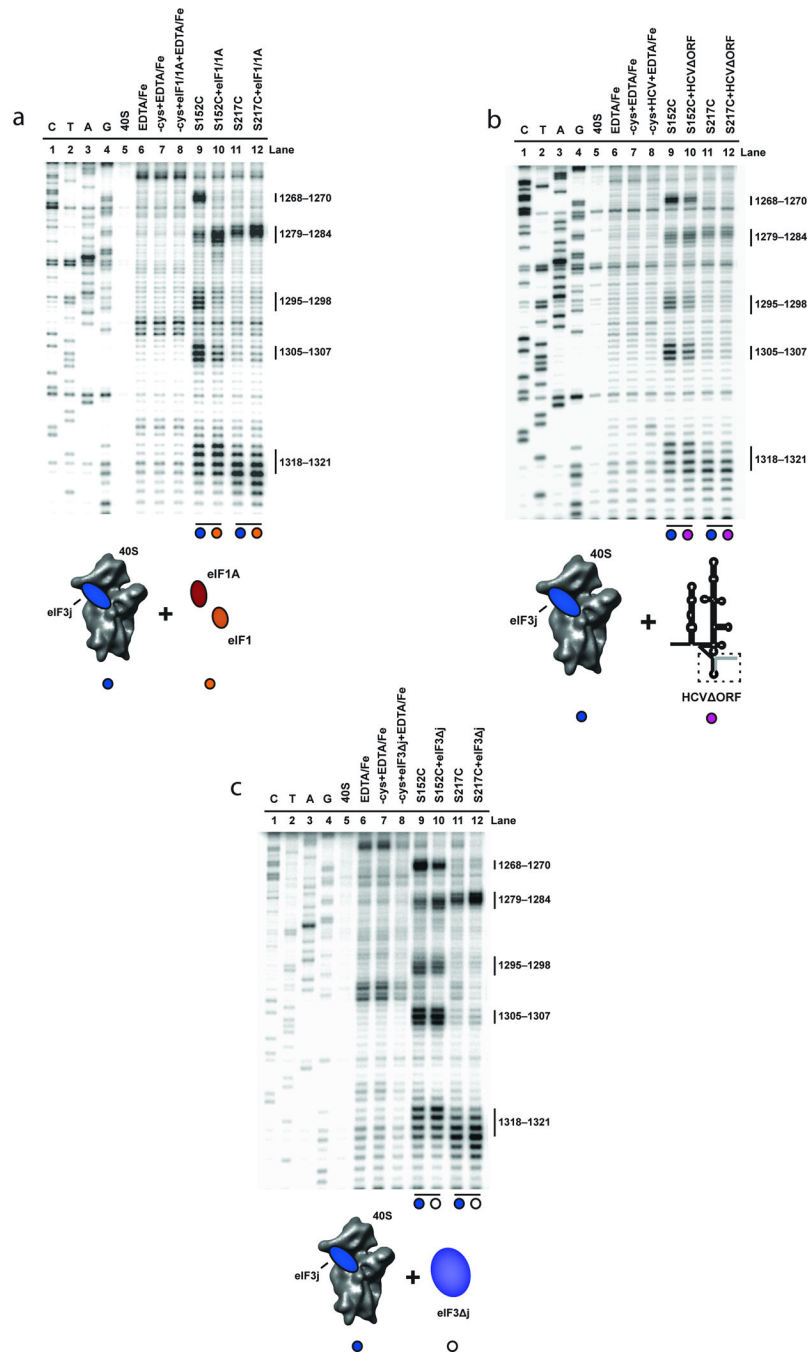 a
C T A G 40S EDTA/Fe -cys+EDTA/Fe -cys+eIF1/1A+EDTA/Fe S152C S152C+eIF1/1A S217C S217C+eIF1/1A
1 2 3 4 5 6 7 8 9 10 11 12 Lane
1268–1270
1279–1284
1295–1298
1305–1307
1318–1321
40S
eIF3j
+
eIF1A
eIF1
b
C T A G 40S EDTA/Fe -cys+EDTA/Fe -cys+HCV+EDTA/Fe S152C S152C+HCVΔORF S217C S217C+HCVΔORF
1 2 3 4 5 6 7 8 9 10 11 12 Lane
1268–1270
1279–1284
1295–1298
1305–1307
1318–1321
40S
eIF3j
+
HCVΔORF
c
C T A G 40S EDTA/Fe -cys+EDTA/Fe -cys+eIF3Δj+EDTA/Fe S152C S152C+eIF3Δj S217C S217C+eIF3Δj
1 2 3 4 5 6 7 8 9 10 11 12 Lane
1268–1270
1279–1284
1295–1298
1305–1307
1318–1321
40S
eIF3j
+
eIF3Δj